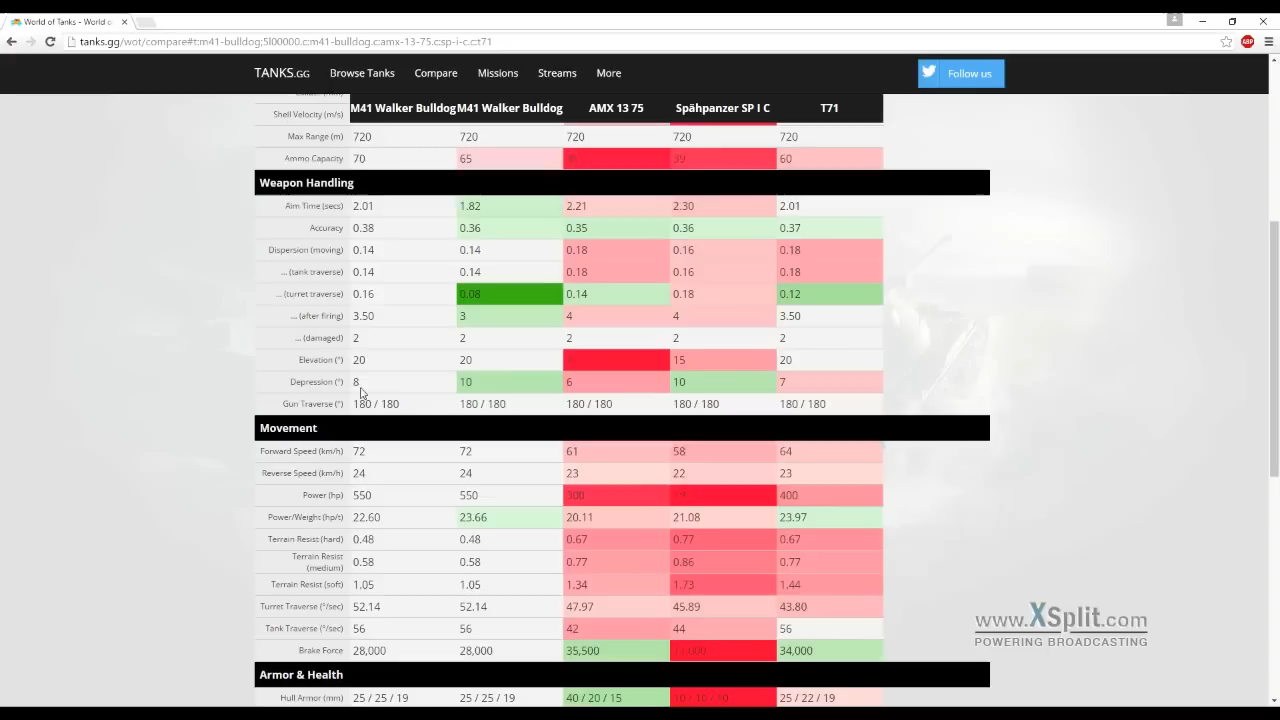 World of Tanks - World o
tanks.gg/wot/compare#t:m41-bulldog;5l00000.c:m41-bulldog.c:amx-13-75.c:sp-i-c.c:t71
ABP
TANKS.GG Browse Tanks Compare Missions Streams More Follow us
M41 Walker Bulldog M41 Walker Bulldog AMX 13 75 Spähpanzer SP I C T71
Shell Velocity (m/s)
Max Range (m) 720 720 720 720 720
Ammo Capacity 70 65 39 60
Weapon Handling
Aim Time (secs) 2.01 1.82 2.21 2.30 2.01
Accuracy 0.38 0.36 0.35 0.36 0.37
Dispersion (moving) 0.14 0.14 0.18 0.16 0.18
... (tank traverse) 0.14 0.14 0.18 0.16 0.18
... (turret traverse) 0.16 0.08 0.14 0.18 0.12
... (after firing) 3.50 3 4 4 3.50
... (damaged) 2 2 2 2 2
Elevation (°) 20 20 15 20
Depression (°) 8 10 6 10 7
Gun Traverse (°) 180 / 180 180 / 180 180 / 180 180 / 180 180 / 180
Movement
Forward Speed (km/h) 72 72 61 58 64
Reverse Speed (km/h) 24 24 23 22 23
Power (hp) 550 550 300 400
Power/Weight (hp/t) 22.60 23.66 20.11 21.08 23.97
Terrain Resist (hard) 0.48 0.48 0.67 0.77 0.67
Terrain Resist
(medium) 0.58 0.58 0.77 0.86 0.77
Terrain Resist (soft) 1.05 1.05 1.34 1.73 1.44
Turret Traverse (°/sec) 52.14 52.14 47.97 45.89 43.80
Tank Traverse (°/sec) 56 56 42 44 56
Brake Force 28,000 28,000 35,500 34,000
Armor & Health
Hull Armor (mm) 25 / 25 / 19 25 / 25 / 19 40 / 20 / 15 10 / 10 / 10 25 / 22 / 19
www.XSplit.com
POWERING BROADCASTING